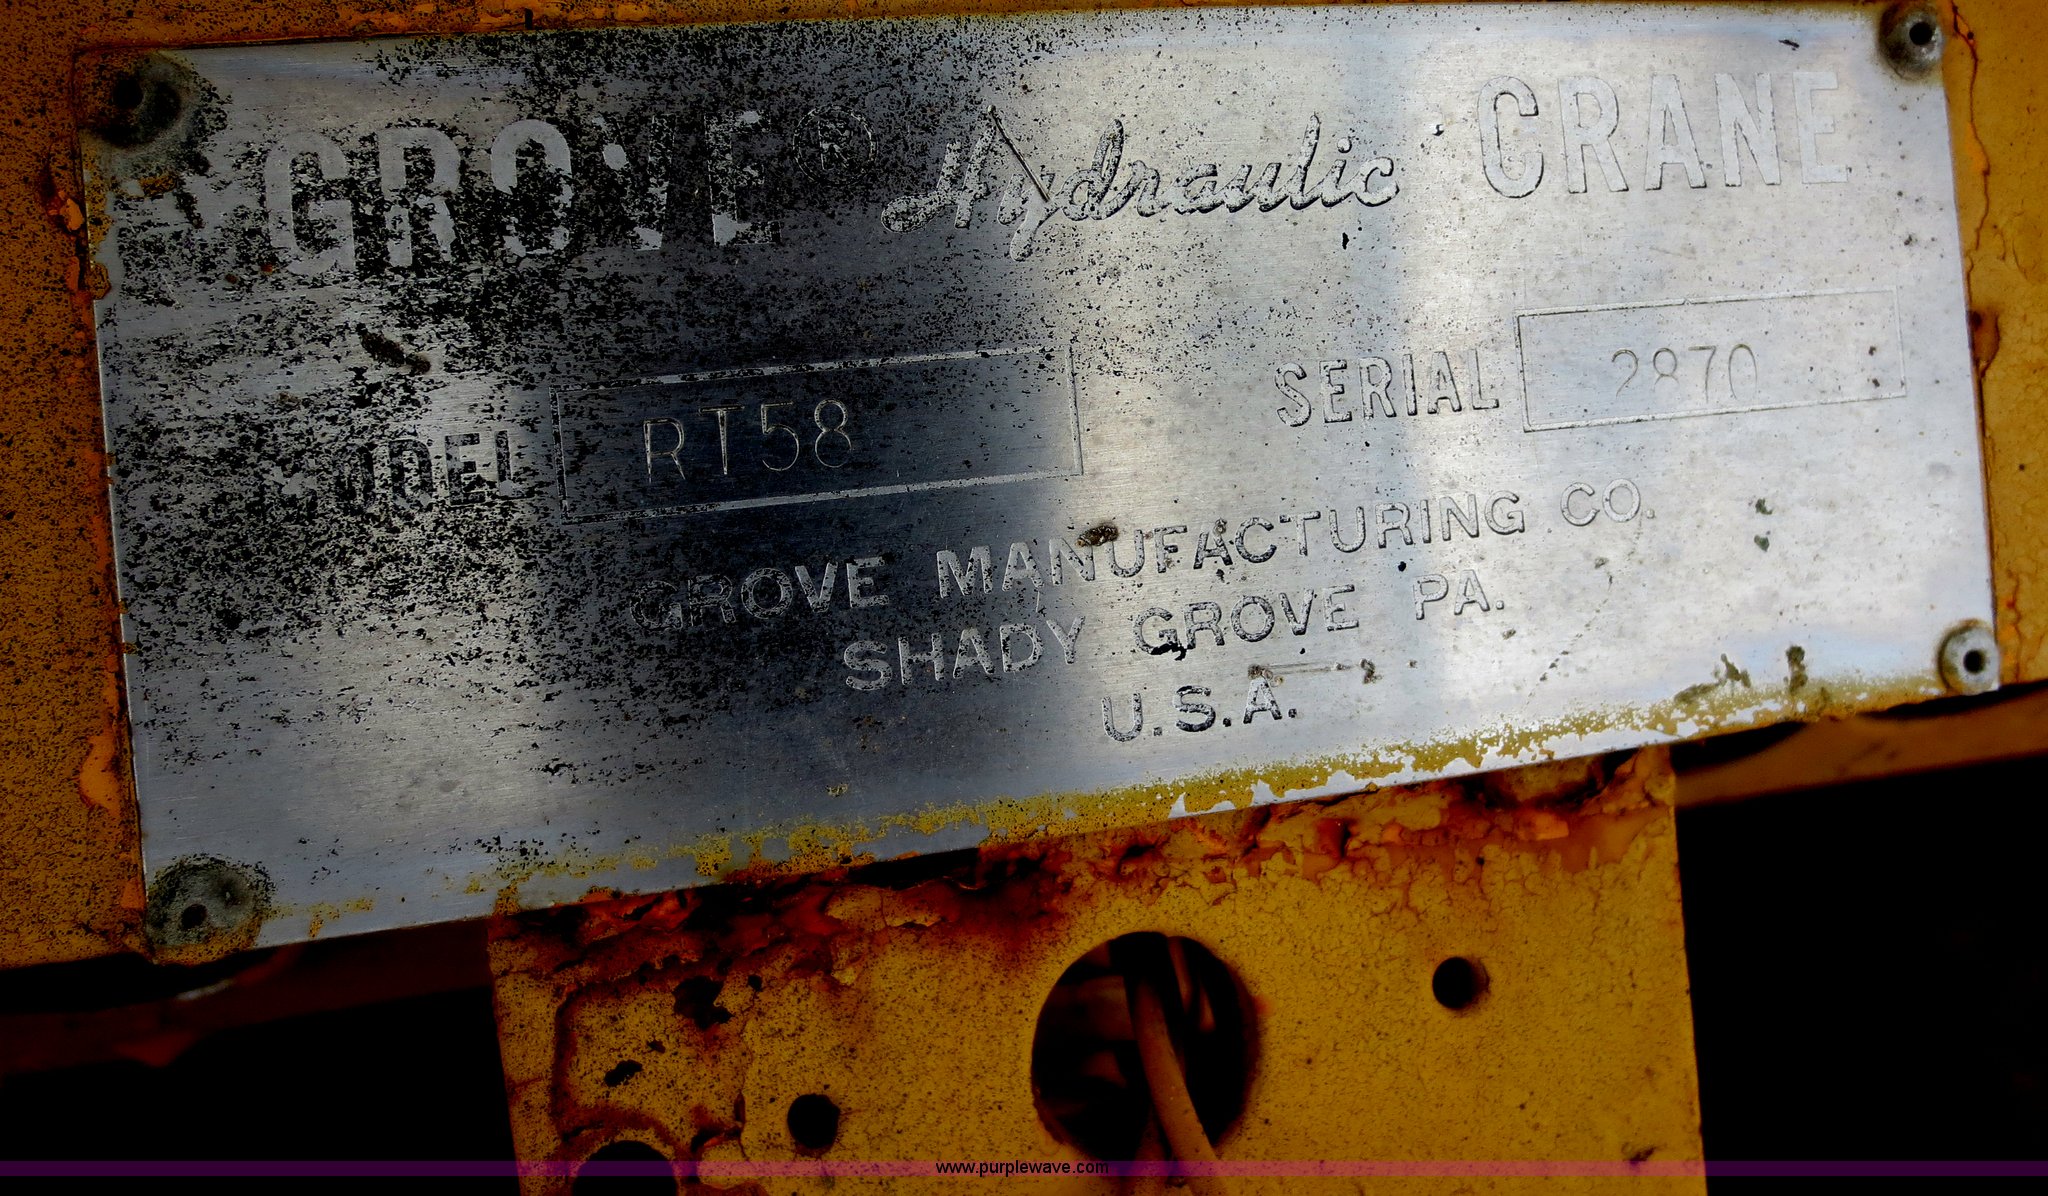 GROVE® Hydraulic CRANE
MODEL RT58 SERIAL 2870
GROVE MANUFACTURING CO.
SHADY GROVE PA.
U.S.A.
www.purplewave.com